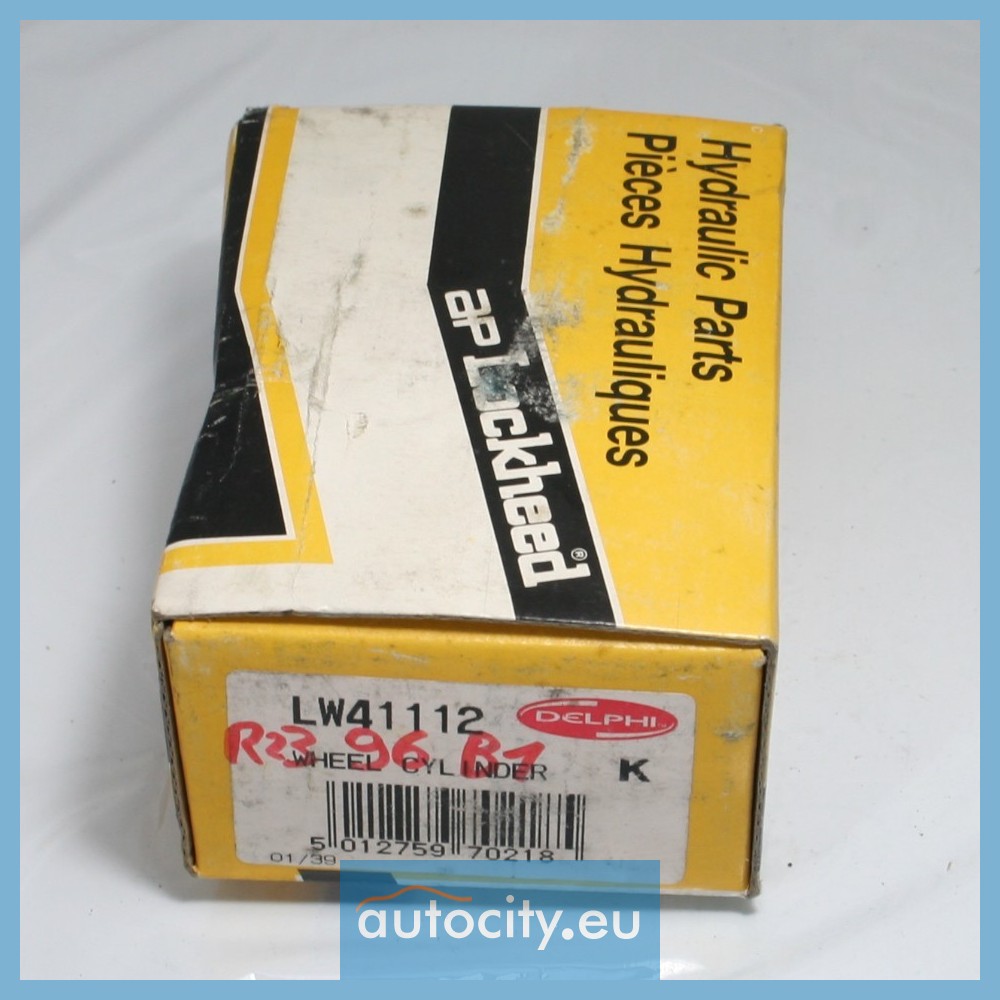 Hydraulic Parts
Pièces Hydrauliques
ap Lockheed®
LW41112
DELPHI™
R23 96 B1
WHEEL CYLINDER K
5 012759 70218
01/39
autocity.eu